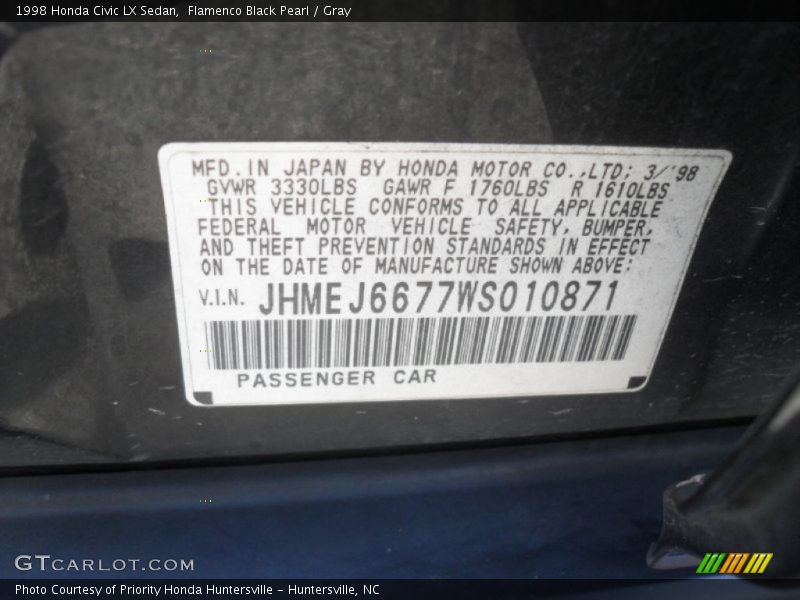 1998 Honda Civic LX Sedan,  Flamenco Black Pearl / Gray
MFD. IN JAPAN BY HONDA MOTOR CO.,LTD; 3/'98
GVWR 3330LBS GAWR F 1760LBS R 1610LBS
THIS VEHICLE CONFORMS TO ALL APPLICABLE
FEDERAL MOTOR VEHICLE SAFETY, BUMPER,
AND THEFT PREVENTION STANDARDS IN EFFECT
ON THE DATE OF MANUFACTURE SHOWN ABOVE:
V.I.N. JHMEJ6677WS010871
PASSENGER CAR
GTCARLOT.COM
Photo Courtesy of Priority Honda Huntersville - Huntersville, NC